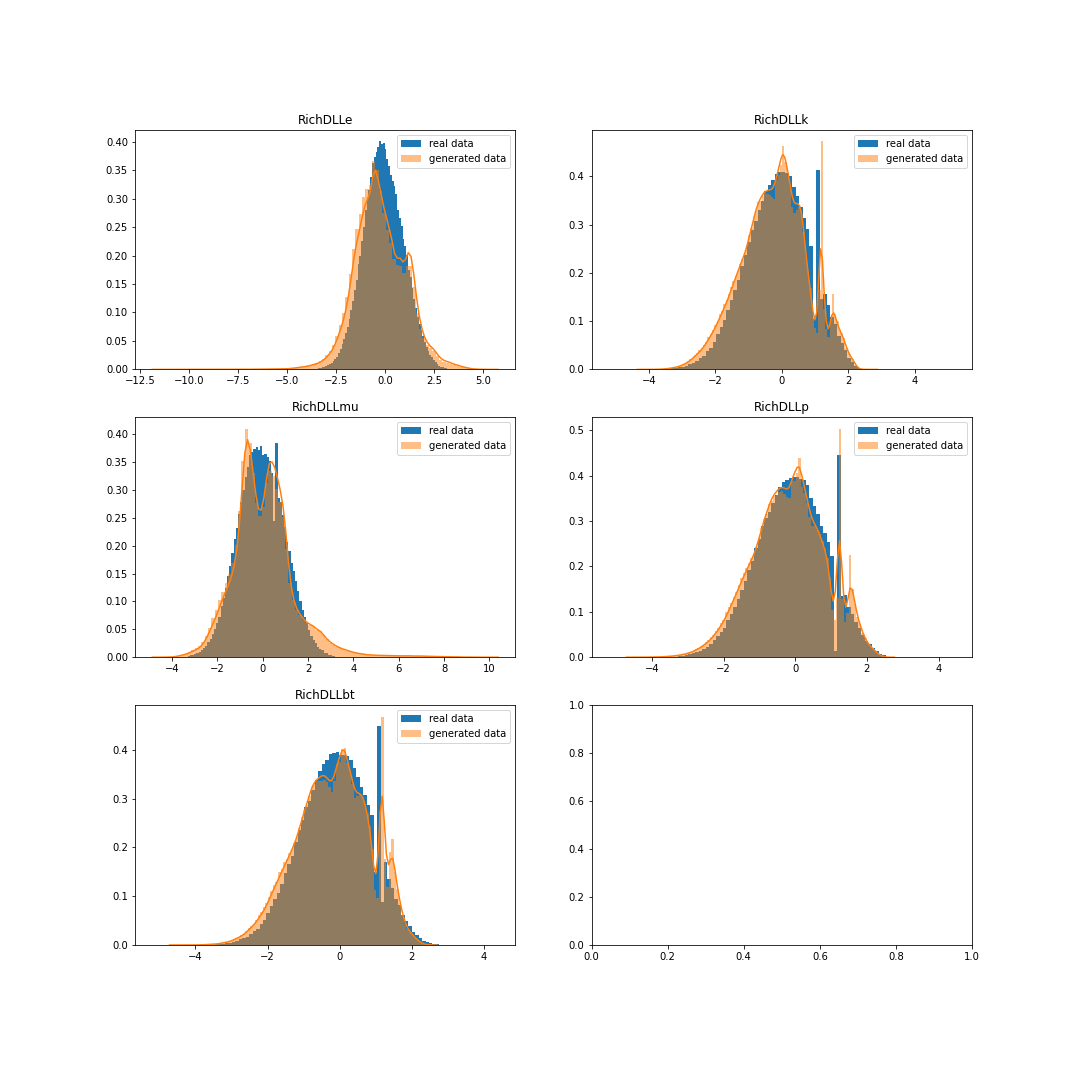 RichDLLe
real data
generated data
0.40
0.35
0.30
0.25
0.20
0.15
0.10
0.05
0.00
−12.5 −10.0 −7.5 −5.0 −2.5 0.0 2.5 5.0
RichDLLk
real data
generated data
0.4
0.3
0.2
0.1
0.0
−4 −2 0 2 4
RichDLLmu
real data
generated data
0.40
0.35
0.30
0.25
0.20
0.15
0.10
0.05
0.00
−4 −2 0 2 4 6 8 10
RichDLLp
real data
generated data
0.5
0.4
0.3
0.2
0.1
0.0
−4 −2 0 2 4
RichDLLbt
real data
generated data
0.4
0.3
0.2
0.1
0.0
−4 −2 0 2 4
1.0
0.8
0.6
0.4
0.2
0.0
0.0 0.2 0.4 0.6 0.8 1.0